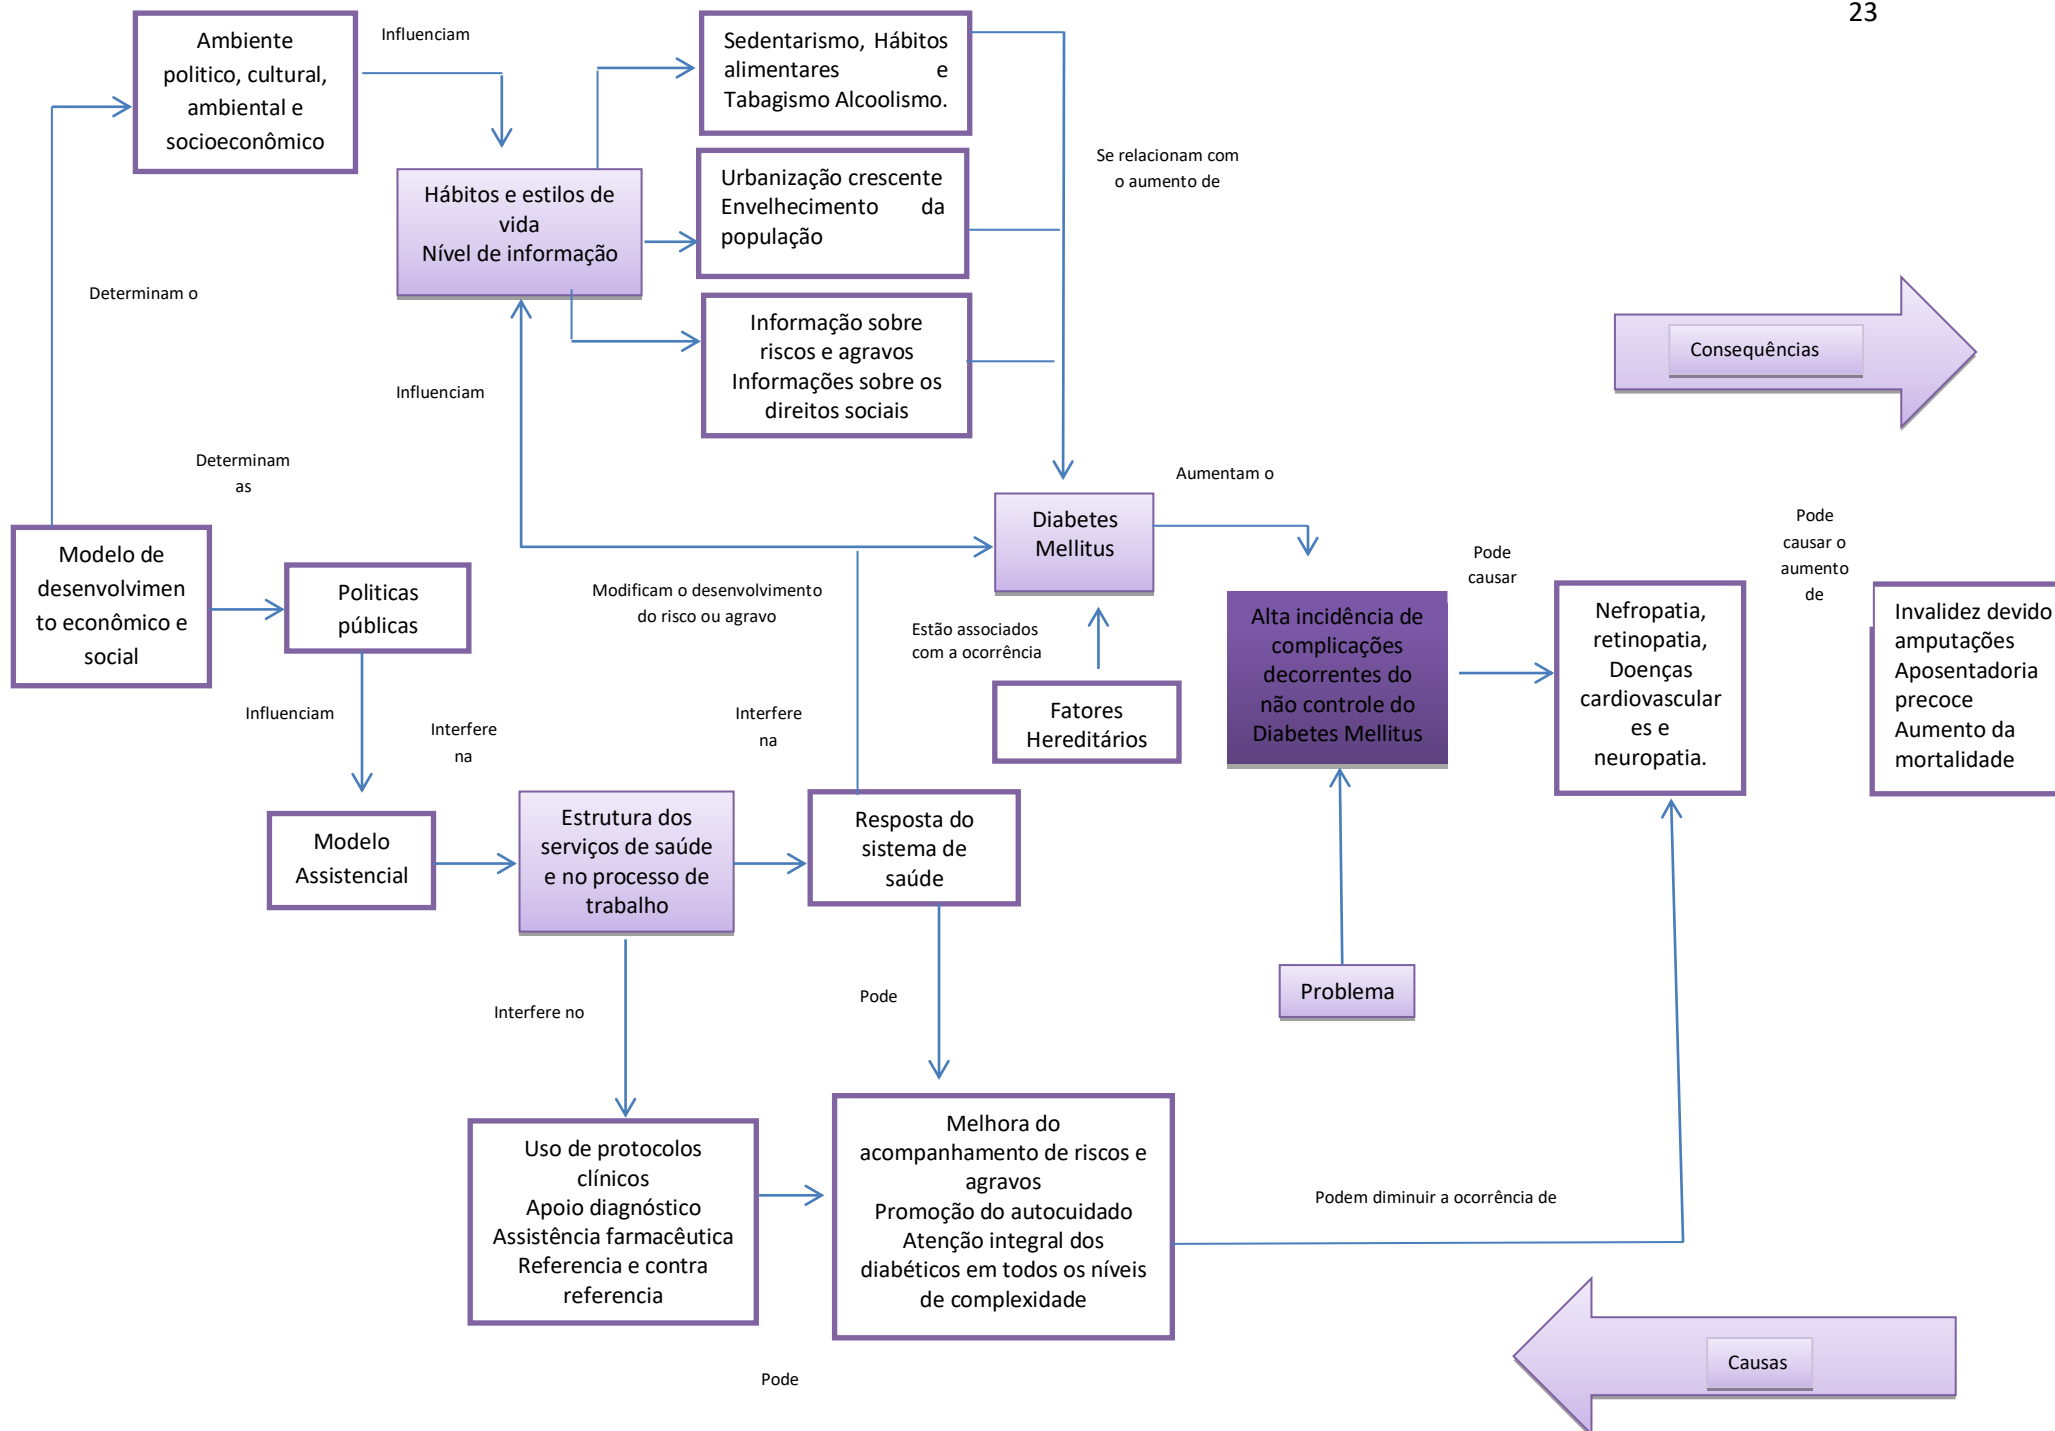 23
Ambiente
politico, cultural,
ambiental e
socioeconômico
Influenciam
Sedentarismo, Hábitos
alimentares e
Tabagismo Alcoolismo.
Se relacionam com
o aumento de
Hábitos e estilos de
vida
Nível de informação
Urbanização crescente
Envelhecimento da
população
Determinam o
Informação sobre
riscos e agravos
Informações sobre os
direitos sociais
Consequências
Influenciam
Determinam
as
Aumentam o
Diabetes
Mellitus
Modelo de
desenvolvimen
to econômico e
social
Politicas
públicas
Modificam o desenvolvimento
do risco ou agravo
Estão associados
com a ocorrência
Fatores
Hereditários
Alta incidência de
complicações
decorrentes do
não controle do
Diabetes Mellitus
Pode
causar
Nefropatia,
retinopatia,
Doenças
cardiovascular
es e
neuropatia.
Pode
causar o
aumento
de
Invalidez devido
amputações
Aposentadoria
precoce
Aumento da
mortalidade
Influenciam
Interfere
na
Interfere
na
Modelo
Assistencial
Estrutura dos
serviços de saúde
e no processo de
trabalho
Resposta do
sistema de
saúde
Problema
Interfere no
Pode
Uso de protocolos
clínicos
Apoio diagnóstico
Assistência farmacêutica
Referencia e contra
referencia
Melhora do
acompanhamento de riscos e
agravos
Promoção do autocuidado
Atenção integral dos
diabéticos em todos os níveis
de complexidade
Podem diminuir a ocorrência de
Causas
Pode